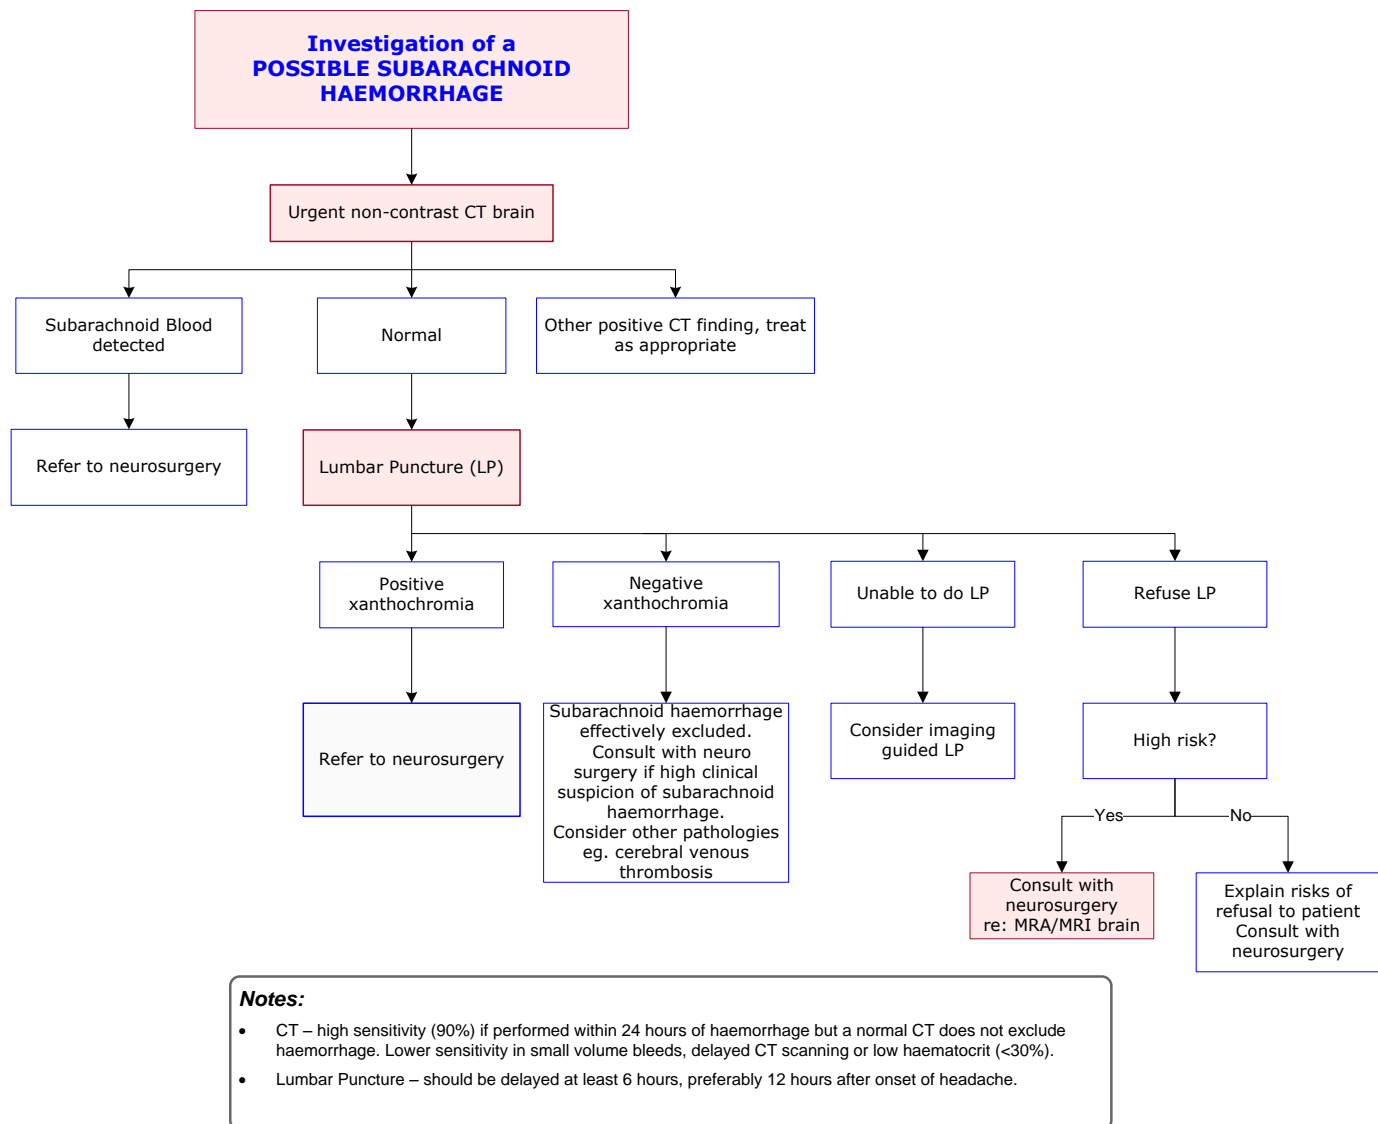 Investigation of a
POSSIBLE SUBARACHNOID
HAEMORRHAGE
Urgent non-contrast CT brain
Subarachnoid Blood
detected
Normal
Other positive CT finding, treat
as appropriate
Refer to neurosurgery
Lumbar Puncture (LP)
Positive
xanthochromia
Negative
xanthochromia
Unable to do LP
Refuse LP
Refer to neurosurgery
Subarachnoid haemorrhage
effectively excluded.
Consult with neuro
surgery if high clinical
suspicion of subarachnoid
haemorrhage.
Consider other pathologies
eg. cerebral venous
thrombosis
Consider imaging
guided LP
High risk?
Yes
No
Consult with
neurosurgery
re: MRA/MRI brain
Explain risks of
refusal to patient
Consult with
neurosurgery
Notes:
• CT – high sensitivity (90%) if performed within 24 hours of haemorrhage but a normal CT does not exclude
haemorrhage. Lower sensitivity in small volume bleeds, delayed CT scanning or low haematocrit (<30%).
• Lumbar Puncture – should be delayed at least 6 hours, preferably 12 hours after onset of headache.